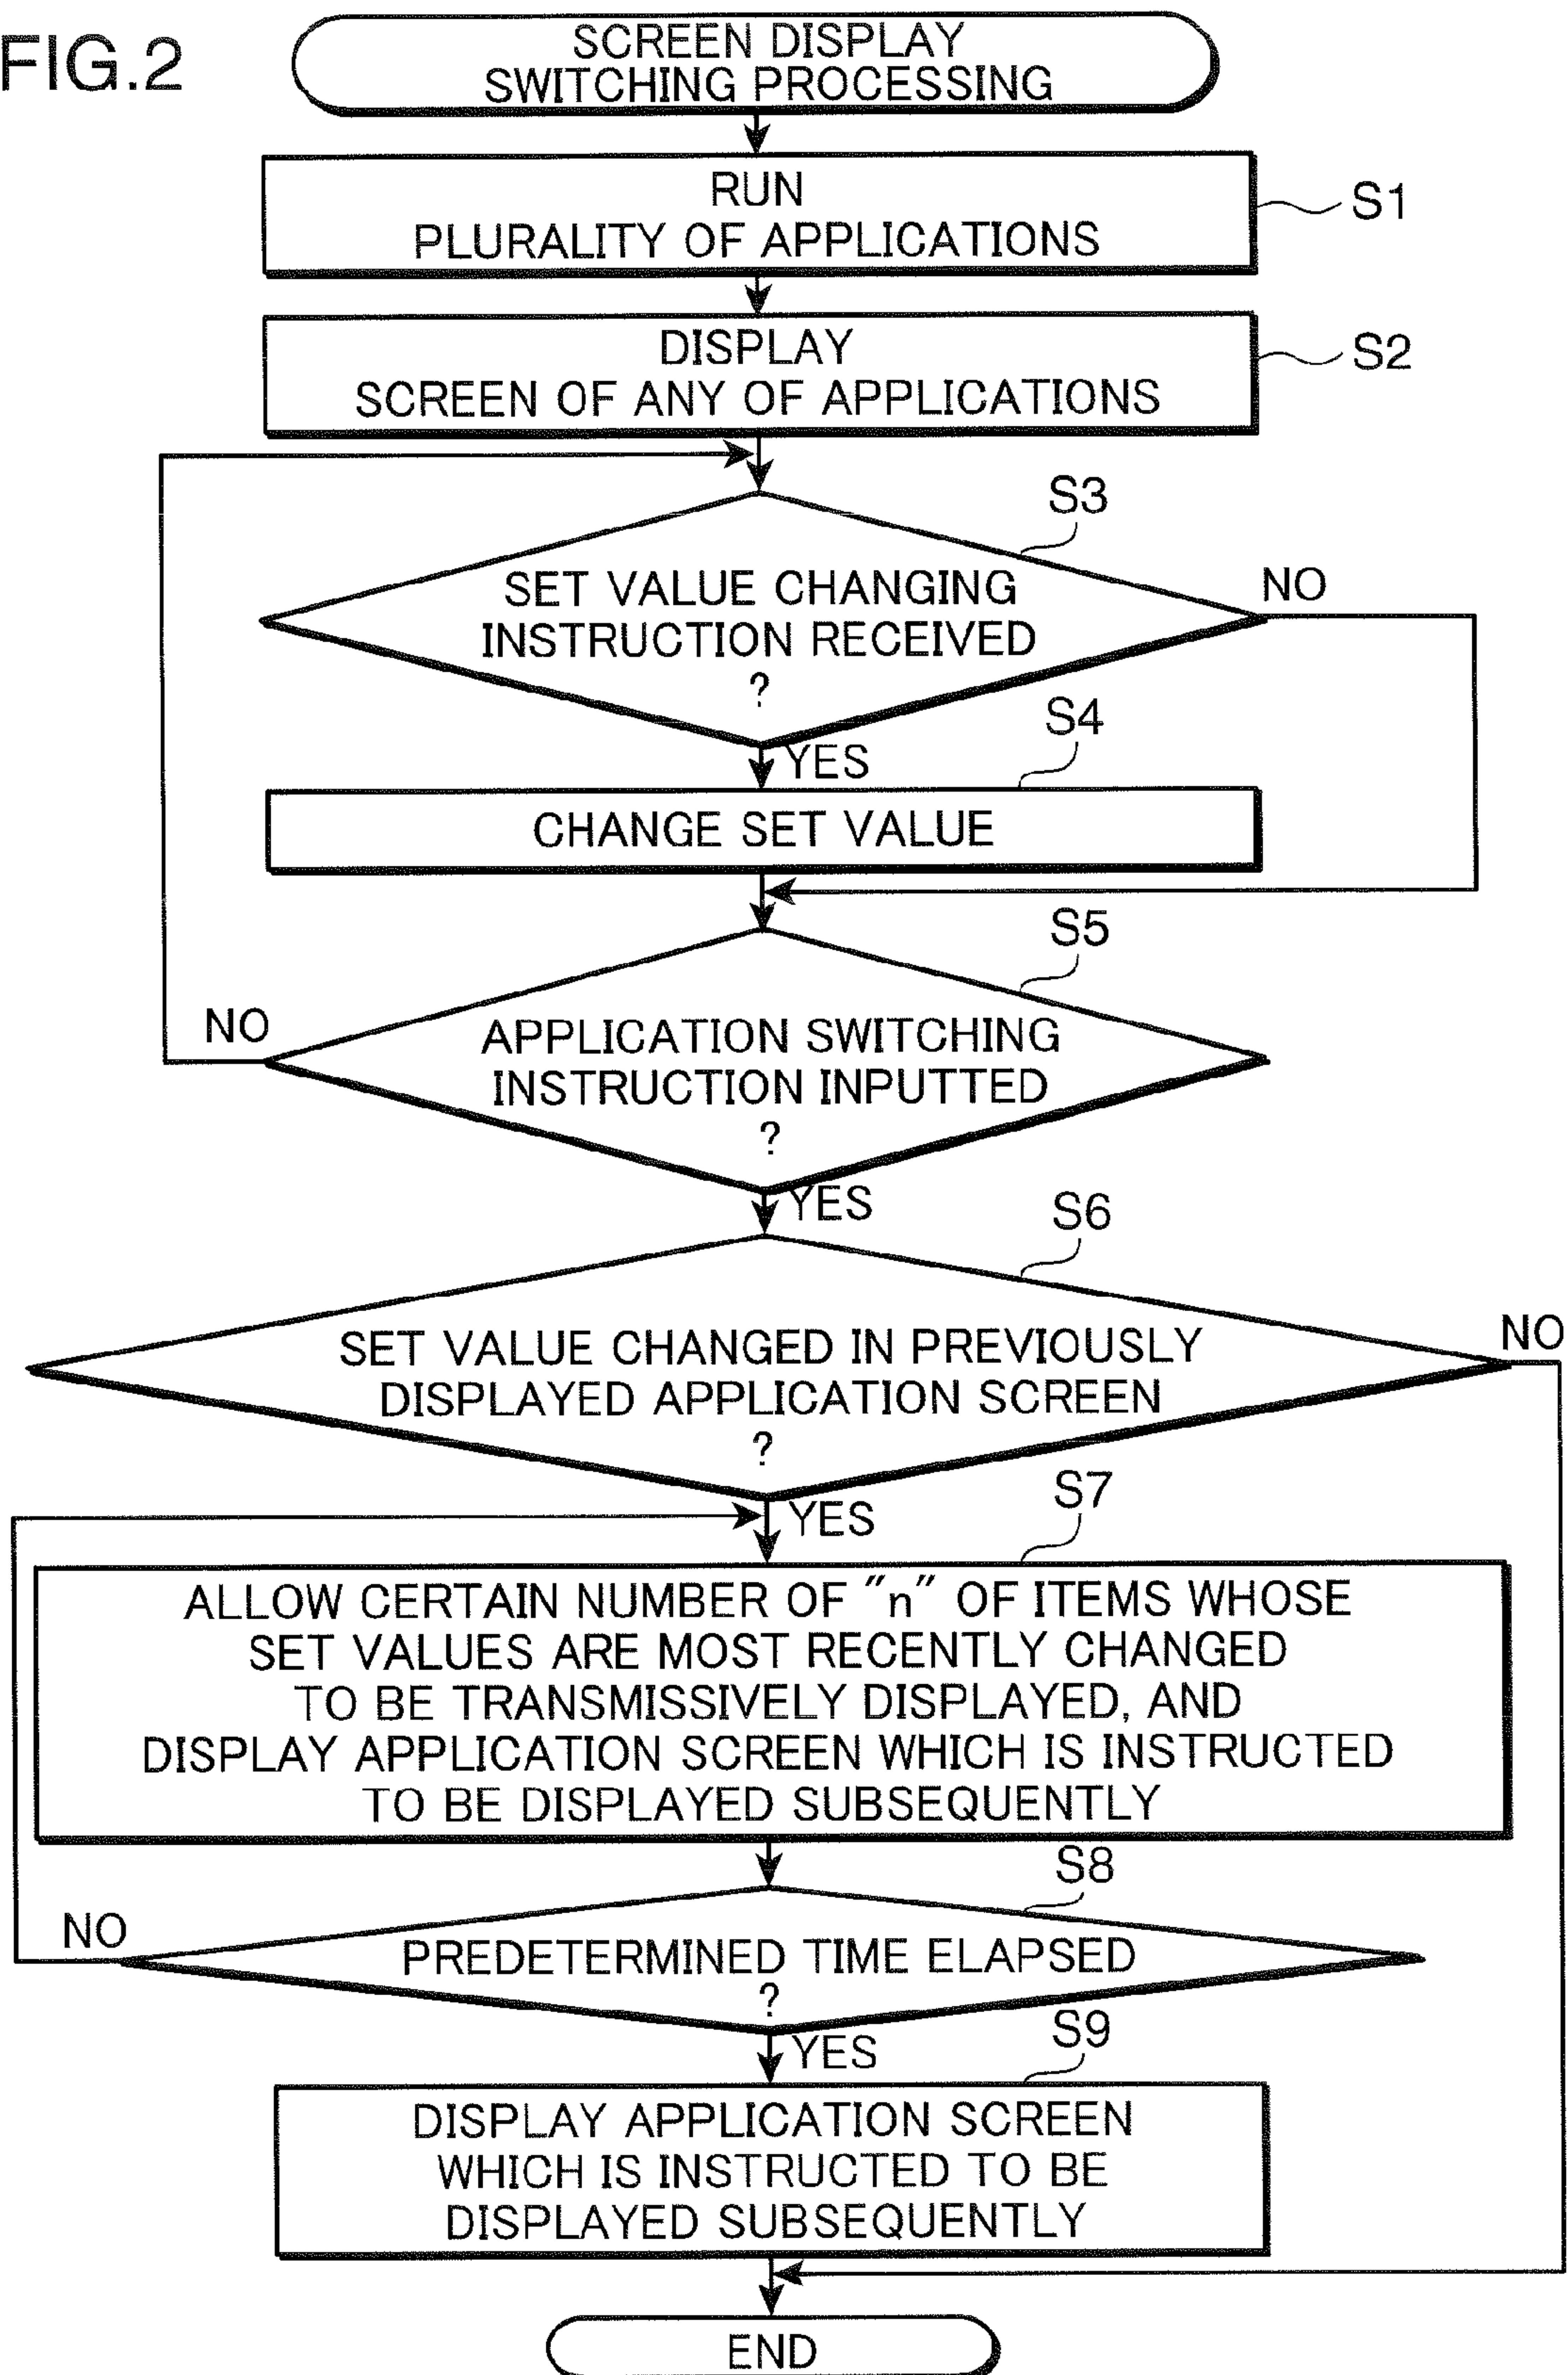 FIG.2
SCREEN DISPLAY
SWITCHING PROCESSING
RUN
PLURALITY OF APPLICATIONS
S1
DISPLAY
SCREEN OF ANY OF APPLICATIONS
S2
S3
SET VALUE CHANGING
INSTRUCTION RECEIVED
?
NO
YES
S4
CHANGE SET VALUE
S5
NO
APPLICATION SWITCHING
INSTRUCTION INPUTTED
?
YES
S6
SET VALUE CHANGED IN PREVIOUSLY
DISPLAYED APPLICATION SCREEN
?
NO
YES
S7
ALLOW CERTAIN NUMBER OF "n" OF ITEMS WHOSE
SET VALUES ARE MOST RECENTLY CHANGED
TO BE TRANSMISSIVELY DISPLAYED, AND
DISPLAY APPLICATION SCREEN WHICH IS INSTRUCTED
TO BE DISPLAYED SUBSEQUENTLY
S8
NO
PREDETERMINED TIME ELAPSED
?
YES
S9
DISPLAY APPLICATION SCREEN
WHICH IS INSTRUCTED TO BE
DISPLAYED SUBSEQUENTLY
END